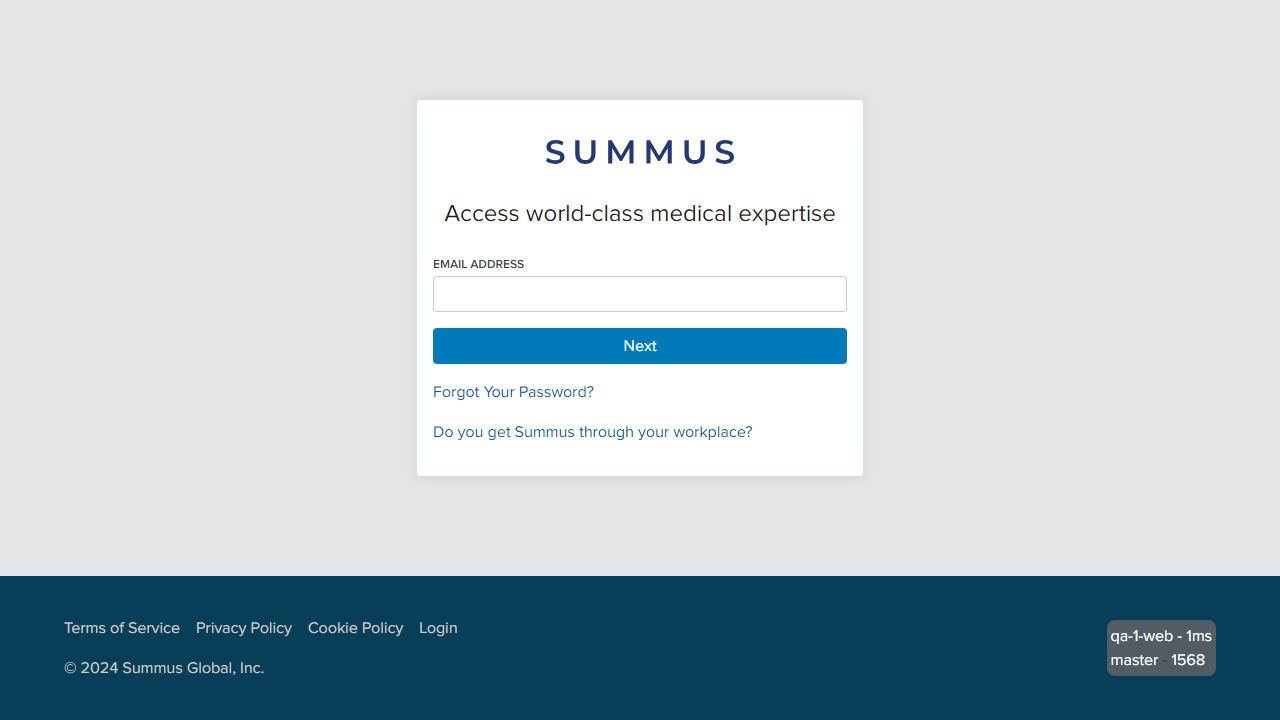 SUMMUS
Access world-class medical expertise
EMAIL ADDRESS
Next
Forgot Your Password?
Do you get Summus through your workplace?
Terms of Service Privacy Policy Cookie Policy Login
© 2024 Summus Global, Inc.
qa-1-web - 1ms
master - 1568